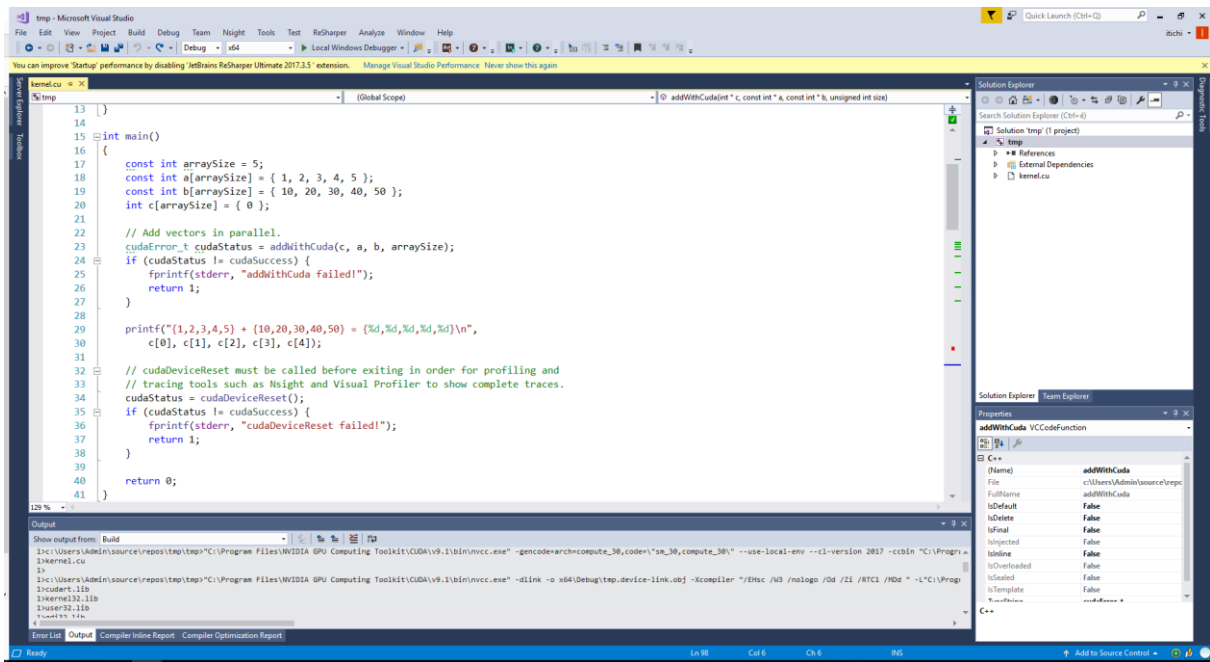 tmp - Microsoft Visual Studio
Quick Launch (Ctrl+Q)
File Edit View Project Build Debug Team Nsight Tools Test ReSharper Analyze Window Help
itichi
Debug x64 Local Windows Debugger
You can improve 'Startup' performance by disabling 'JetBrains ReSharper Ultimate 2017.3.5' extension. Manage Visual Studio Performance Never show this again
Server Explorer
Toolbox
kernel.cu
tmp (Global Scope) addWithCuda(int * c, const int * a, const int * b, unsigned int size)
13 }
14
15 int main()
16 {
17 const int arraySize = 5;
18 const int a[arraySize] = { 1, 2, 3, 4, 5 };
19 const int b[arraySize] = { 10, 20, 30, 40, 50 };
20 int c[arraySize] = { 0 };
21
22 // Add vectors in parallel.
23 cudaError_t cudaStatus = addWithCuda(c, a, b, arraySize);
24 if (cudaStatus != cudaSuccess) {
25 fprintf(stderr, "addWithCuda failed!");
26 return 1;
27 }
28
29 printf("{1,2,3,4,5} + {10,20,30,40,50} = {%d,%d,%d,%d,%d}\n",
30 c[0], c[1], c[2], c[3], c[4]);
31
32 // cudaDeviceReset must be called before exiting in order for profiling and
33 // tracing tools such as Nsight and Visual Profiler to show complete traces.
34 cudaStatus = cudaDeviceReset();
35 if (cudaStatus != cudaSuccess) {
36 fprintf(stderr, "cudaDeviceReset failed!");
37 return 1;
38 }
39
40 return 0;
41 }
129 %
Output
Show output from: Build
1>c:\Users\Admin\source\repos\tmp\tmp>"C:\Program Files\NVIDIA GPU Computing Toolkit\CUDA\v9.1\bin\nvcc.exe" -gencode=arch=compute_30,code=\"sm_30,compute_30\" --use-local-env --cl-version 2017 -ccbin "C:\Progra
1>kernel.cu
1>
1>c:\Users\Admin\source\repos\tmp\tmp>"C:\Program Files\NVIDIA GPU Computing Toolkit\CUDA\v9.1\bin\nvcc.exe" -dlink -o x64\Debug\tmp.device-link.obj -Xcompiler "/EHsc /W3 /nologo /Od /Zi /RTC1 /MDd " -L"C:\Progr
1>cudart.lib
1>kernel32.lib
1>user32.lib
1>gdi32.lib
Error List Output Compiler Inline Report Compiler Optimization Report
Solution Explorer
Search Solution Explorer (Ctrl+é)
Solution 'tmp' (1 project)
tmp
References
External Dependencies
kernel.cu
Solution Explorer Team Explorer
Properties
addWithCuda VCCodeFunction
C++
(Name) addWithCuda
File c:\Users\Admin\source\repc
FullName addWithCuda
IsDefault False
IsDelete False
IsFinal False
IsInjected False
IsInline False
IsOverloaded False
IsSealed False
IsTemplate False
TypeString cudaError_t
C++
Diagnostic Tools
Ready Ln 98 Col 6 Ch 6 INS Add to Source Control